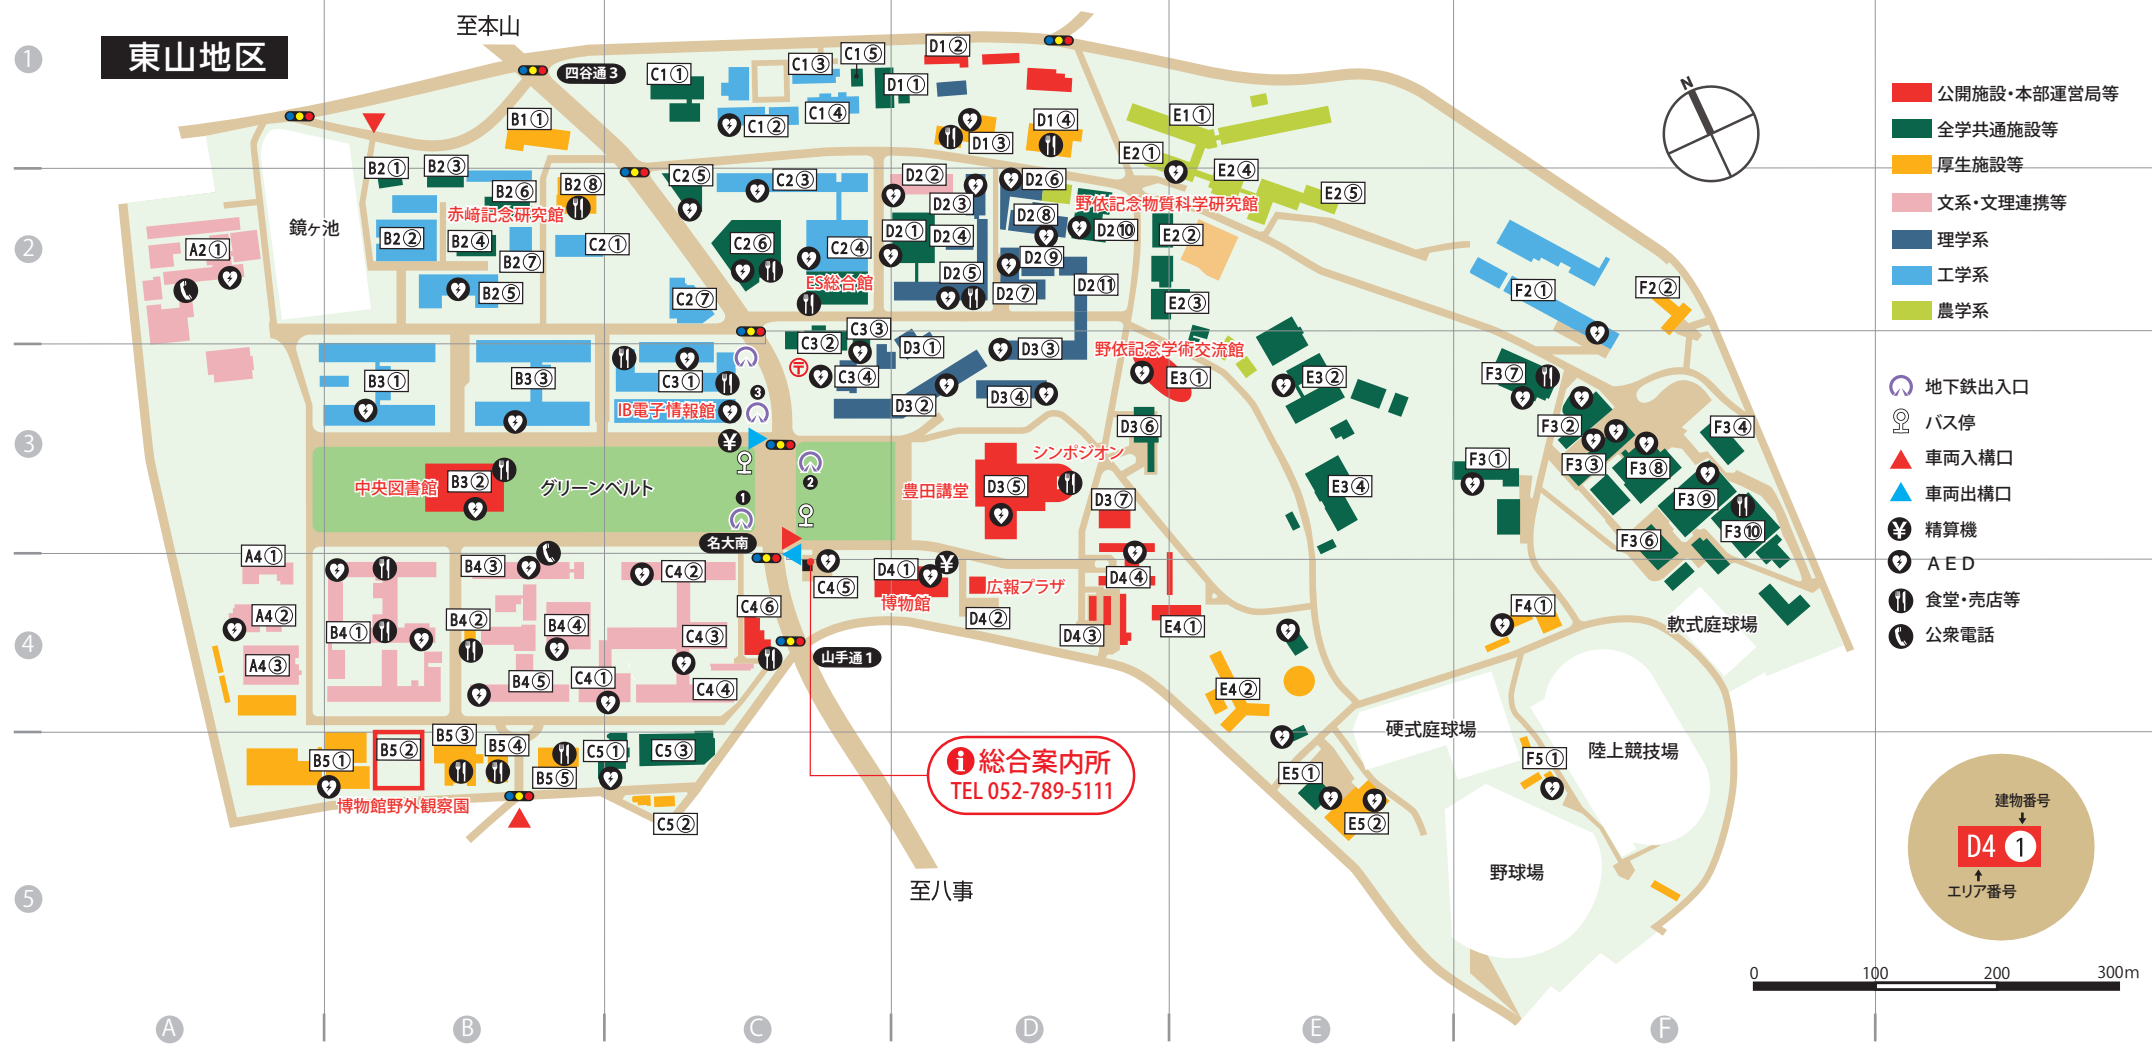 至本山
東山地区
四谷通3
C1①
C1③
C1⑤
D1②
D1①
C1②
C1④
B1①
D1③
D1④
E1①
N
公開施設・本部運営局等
全学共通施設等
厚生施設等
文系・文理連携等
理学系
工学系
農学系
B2①
B2③
B2⑥
B2⑧
C2⑤
C2③
D2②
D2⑥
E2①
E2④
E2⑤
赤﨑記念研究館
野依記念物質科学研究館
鏡ヶ池
D2③
D2⑧
D2⑩
A2①
B2②
B2④
B2⑦
C2①
C2⑥
C2④
D2①
D2④
E2②
D2⑨
B2⑤
C2⑦
ES総合館
D2⑤
D2⑦
D2⑪
E2③
F2①
F2②
C3②
C3③
D3①
D3③
野依記念学術交流館
B3①
B3③
C3①
C3④
D3②
D3④
E3①
E3②
F3⑦
IB電子情報館
3
D3⑥
F3②
F3④
シンポジオン
中央図書館
B3②
グリーンベルト
2
1
豊田講堂
D3⑤
D3⑦
E3④
F3①
F3③
F3⑧
F3⑨
F3⑩
F3⑥
名大南
A4①
B4③
C4②
C4⑤
D4①
博物館
広報プラザ
D4④
A4②
B4①
B4②
B4④
C4⑥
C4③
D4②
D4③
E4①
F4①
軟式庭球場
A4③
B4⑤
C4①
C4④
山手通1
E4②
硬式庭球場
陸上競技場
B5①
B5②
B5③
B5④
B5⑤
C5①
C5③
博物館野外観察園
C5②
総合案内所
TEL 052-789-5111
E5①
E5②
F5①
野球場
至八事
地下鉄出入口
バス停
車両入構口
車両出構口
精算機
AED
食堂・売店等
公衆電話
建物番号
D4 1
エリア番号
0 100 200 300m
1
2
3
4
5
A B C D E F